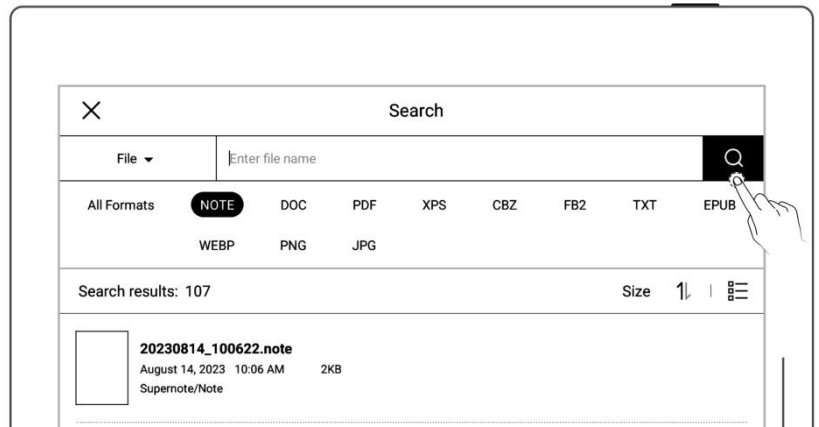 Search
File Enter file name
All Formats NOTE DOC PDF XPS CBZ FB2 TXT EPUB
WEBP PNG JPG
Search results: 107 Size
20230814_100622.note
August 14, 2023 10:06 AM 2KB
Supernote/Note